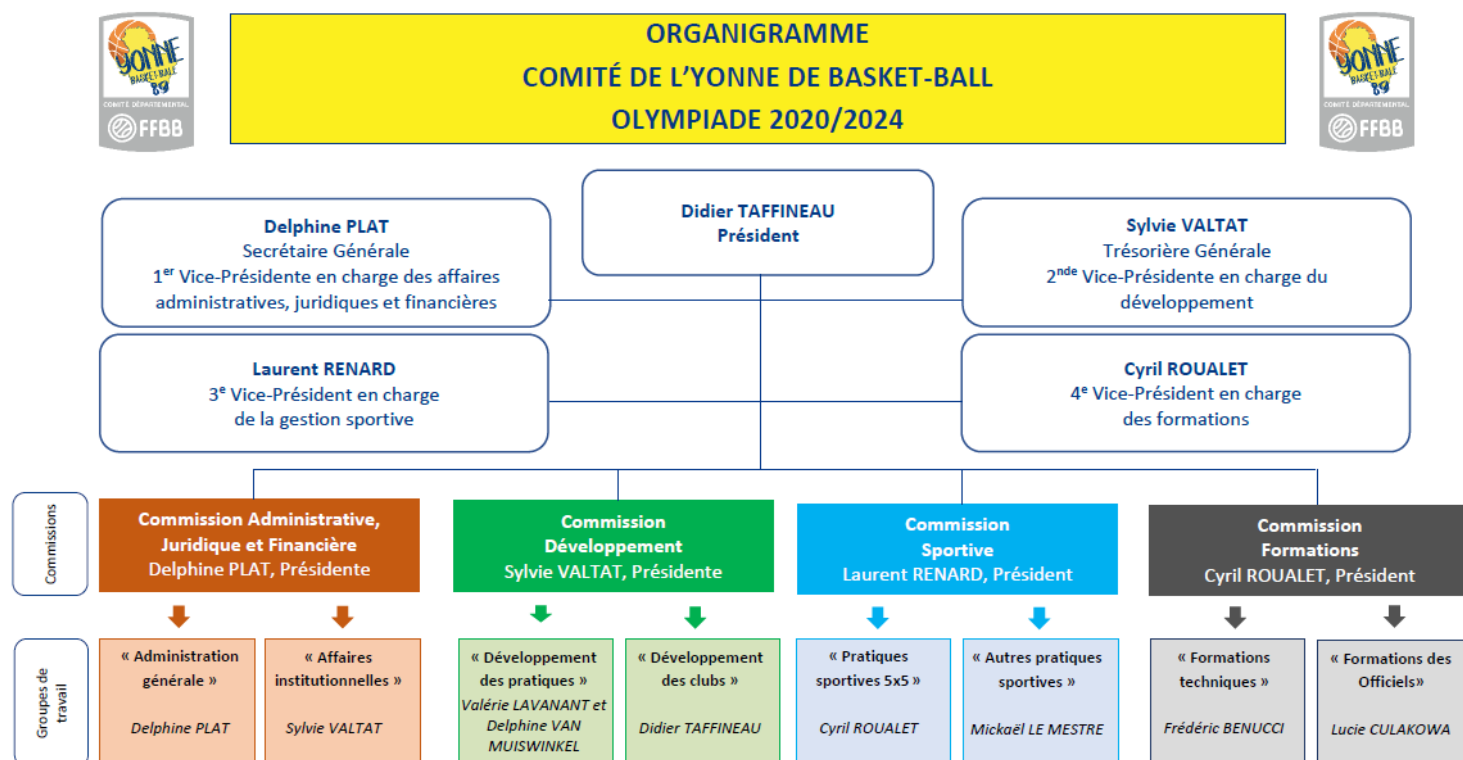 YONNE
BASKET-BALL
89
COMITÉ DÉPARTEMENTAL
FFBB
ORGANIGRAMME
COMITÉ DE L'YONNE DE BASKET-BALL
OLYMPIADE 2020/2024
YONNE
BASKET-BALL
89
COMITÉ DÉPARTEMENTAL
FFBB
Didier TAFFINEAU
Président
Delphine PLAT
Secrétaire Générale
1er Vice-Présidente en charge des affaires
administratives, juridiques et financières
Sylvie VALTAT
Trésorière Générale
2nde Vice-Présidente en charge du
développement
Laurent RENARD
3e Vice-Président en charge
de la gestion sportive
Cyril ROUALET
4e Vice-Président en charge
des formations
Commissions
Commission Administrative,
Juridique et Financière
Delphine PLAT, Présidente
Commission
Développement
Sylvie VALTAT, Présidente
Commission
Sportive
Laurent RENARD, Président
Commission
Formations
Cyril ROUALET, Président
Groupes de
travail
« Administration
générale »
Delphine PLAT
« Affaires
institutionnelles »
Sylvie VALTAT
« Développement
des pratiques »
Valérie LAVANANT et
Delphine VAN
MUISWINKEL
« Développement
des clubs »
Didier TAFFINEAU
« Pratiques
sportives 5x5 »
Cyril ROUALET
« Autres pratiques
sportives »
Mickaël LE MESTRE
« Formations
techniques »
Frédéric BENUCCI
« Formations des
Officiels»
Lucie CULAKOWA